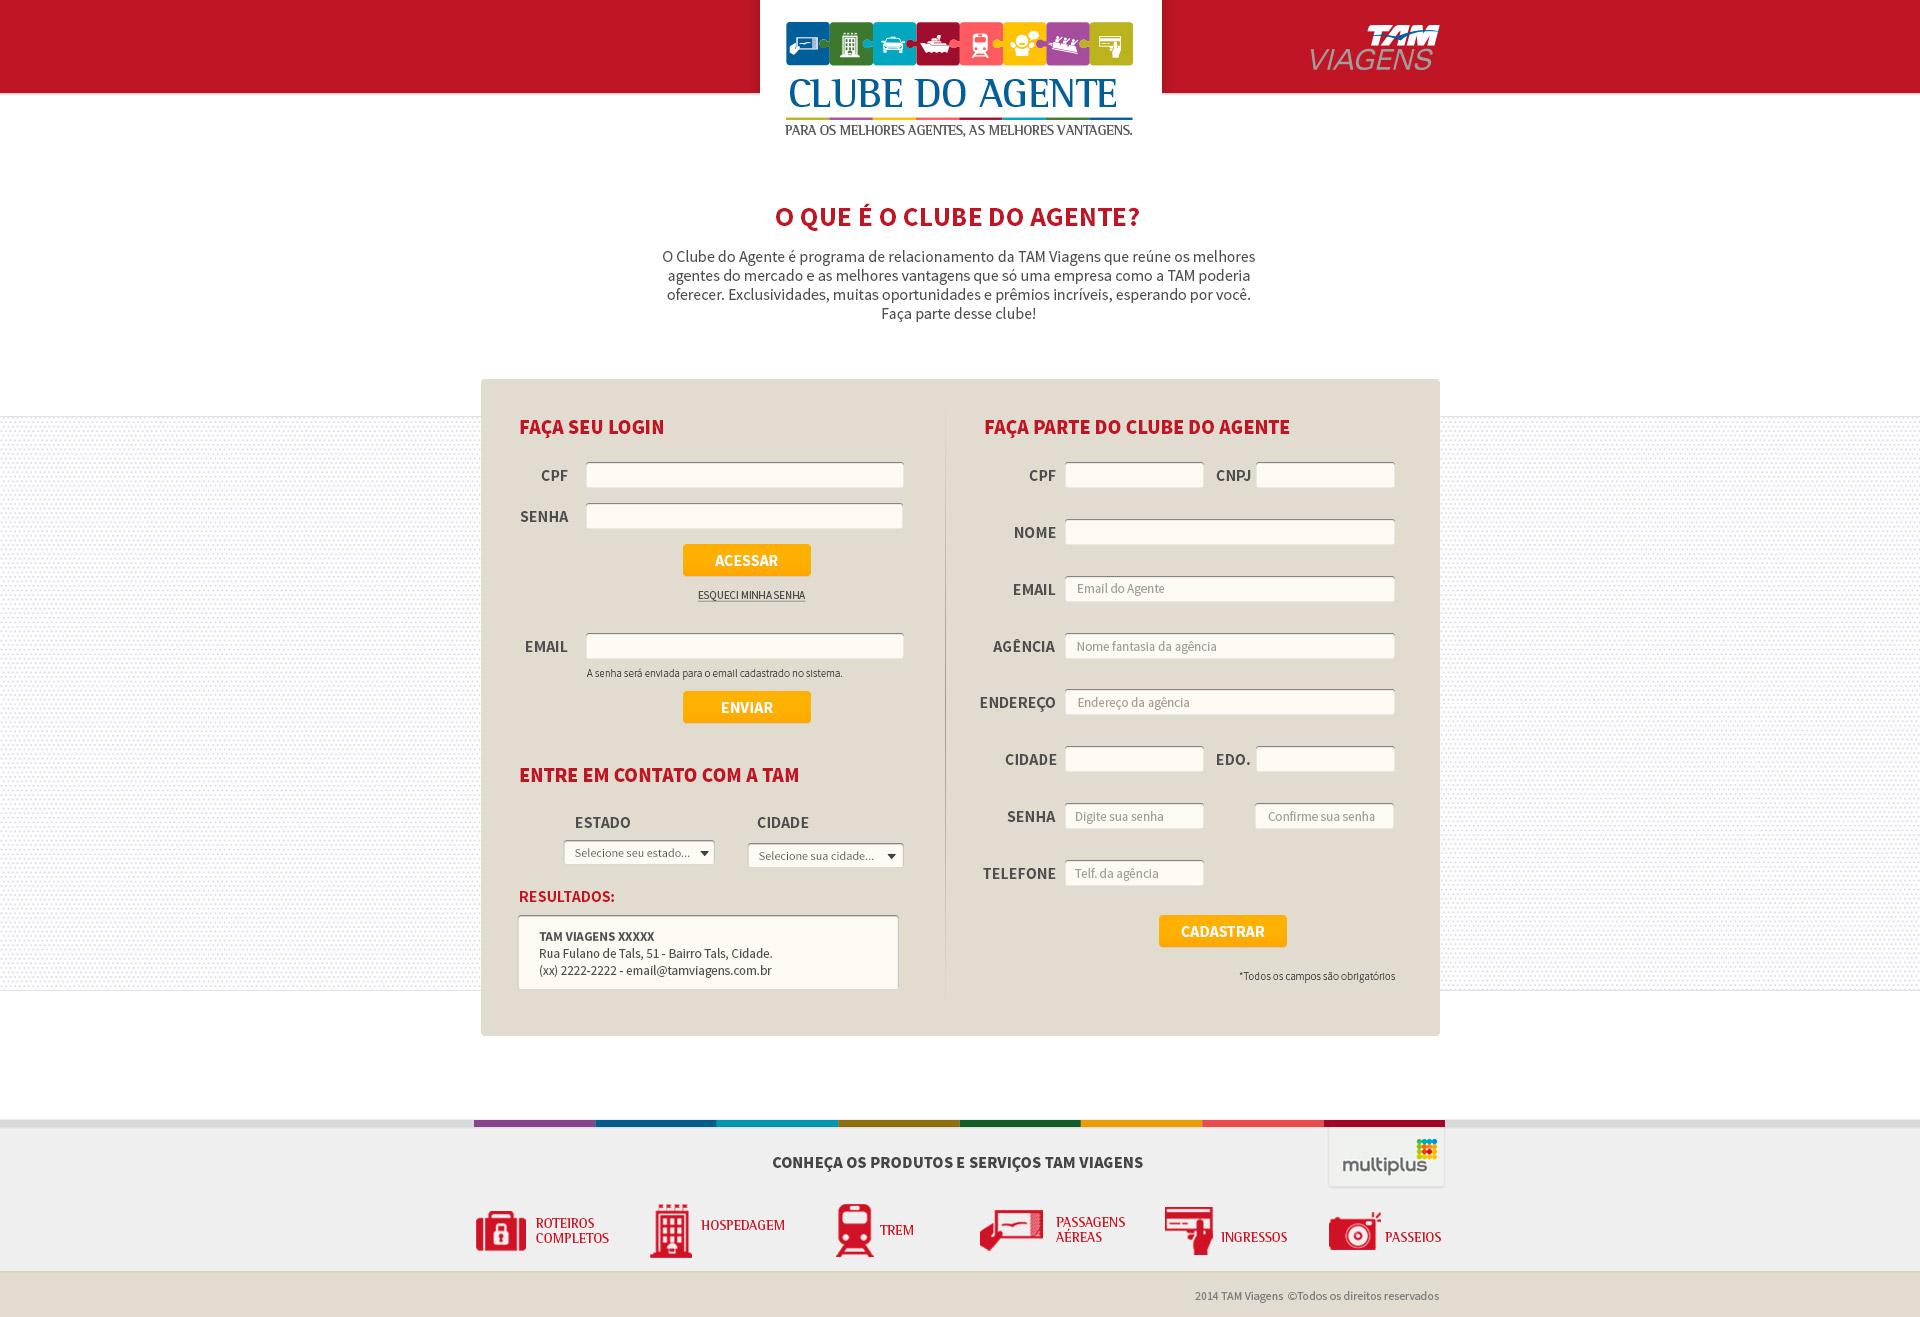 CLUBE DO AGENTE
PARA OS MELHORES AGENTES, AS MELHORES VANTAGENS.
TAM
VIAGENS
O QUE É O CLUBE DO AGENTE?
O Clube do Agente é programa de relacionamento da TAM Viagens que reúne os melhores
agentes do mercado e as melhores vantagens que só uma empresa como a TAM poderia
oferecer. Exclusividades, muitas oportunidades e prêmios incríveis, esperando por você.
Faça parte desse clube!
FAÇA SEU LOGIN
CPF
SENHA
ACESSAR
ESQUECI MINHA SENHA
EMAIL
A senha será enviada para o email cadastrado no sistema.
ENVIAR
ENTRE EM CONTATO COM A TAM
ESTADO CIDADE
Selecione seu estado... Selecione sua cidade...
RESULTADOS:
TAM VIAGENS XXXXX
Rua Fulano de Tals, 51 - Bairro Tals, Cidade.
(xx) 2222-2222 - email@tamviagens.com.br
FAÇA PARTE DO CLUBE DO AGENTE
CPF CNPJ
NOME
EMAIL Email do Agente
AGÊNCIA Nome fantasia da agência
ENDEREÇO Endereço da agência
CIDADE EDO.
SENHA Digite sua senha Confirme sua senha
TELEFONE Telf. da agência
CADASTRAR
*Todos os campos são obrigatórios
CONHEÇA OS PRODUTOS E SERVIÇOS TAM VIAGENS
multiplus
ROTEIROS
COMPLETOS
HOSPEDAGEM
TREM
PASSAGENS
AÉREAS
INGRESSOS
PASSEIOS
2014 TAM Viagens ©Todos os direitos reservados